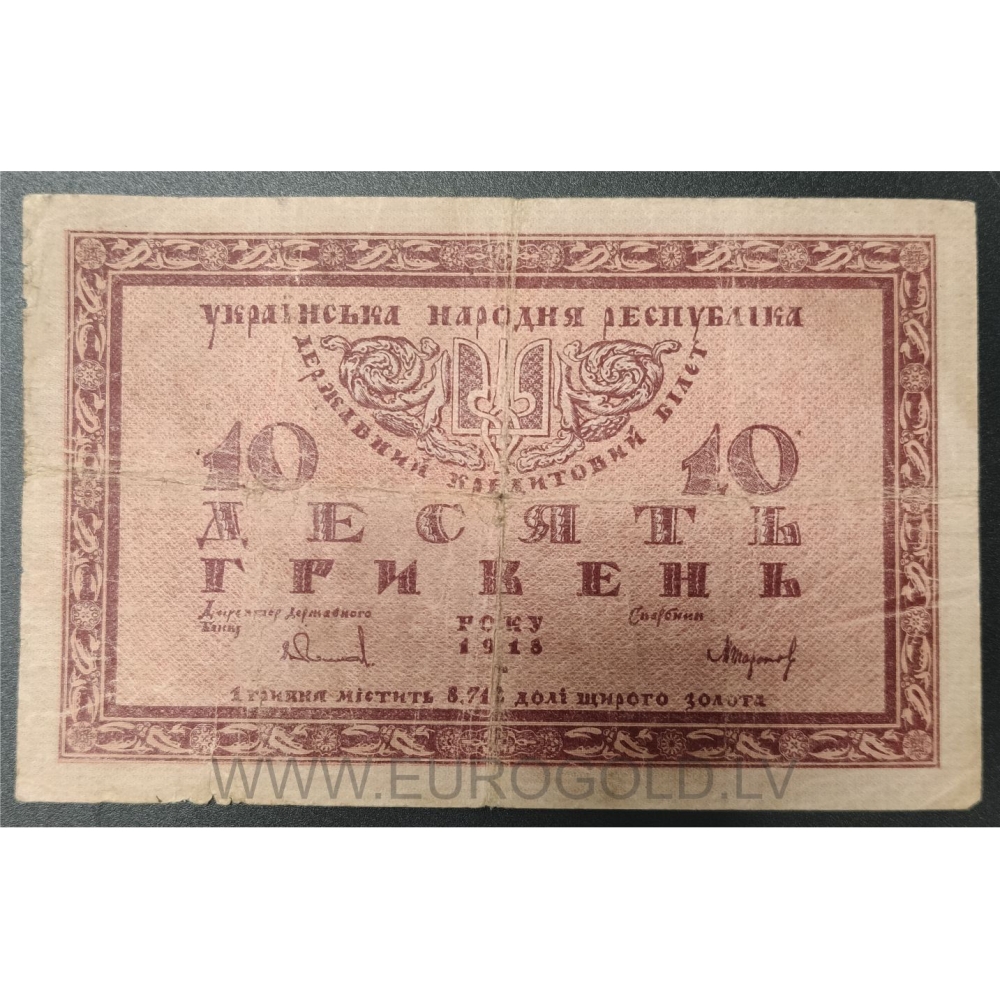 УКРАЇНСЬКА НАРОДНЯ РЕСПУБЛІКА
ДЕРЖАВНИЙ КРЕДИТОВИЙ БІЛЕТ
10 10
ДЕСЯТЬ
ГРИВЕНЬ
Директор Державного Скарбник
Банку
РОКУ
1918
1 гривня містить 8.712 долі щирого золота
WWW.EUROGOLD.LV